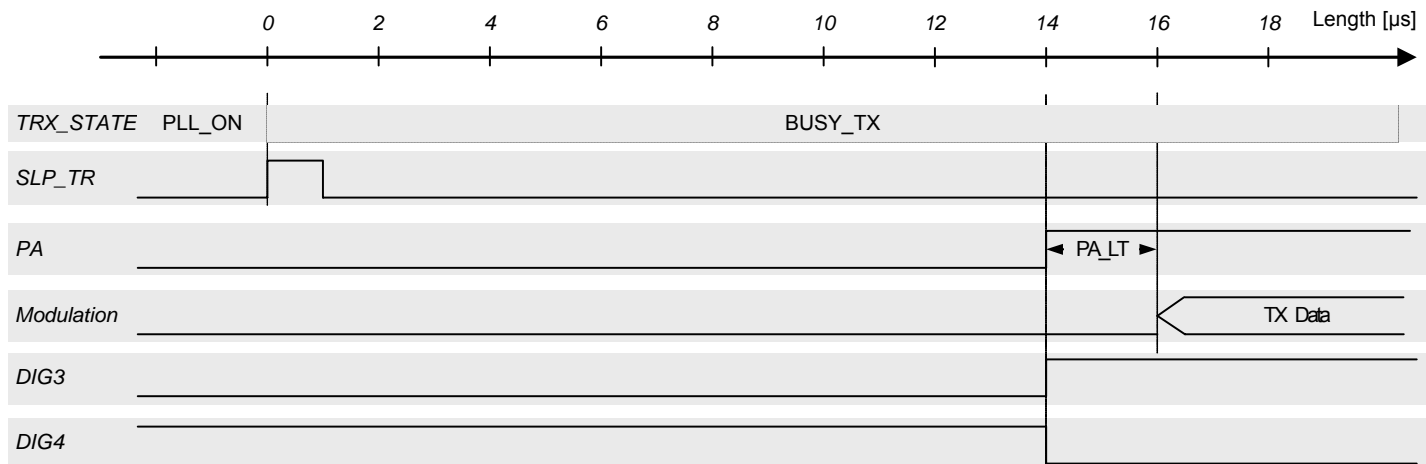 0 2 4 6 8 10 12 14 16 18 Length [µs]
TRX_STATE PLL_ON BUSY_TX
SLP_TR
PA PA_LT
Modulation TX Data
DIG3
DIG4